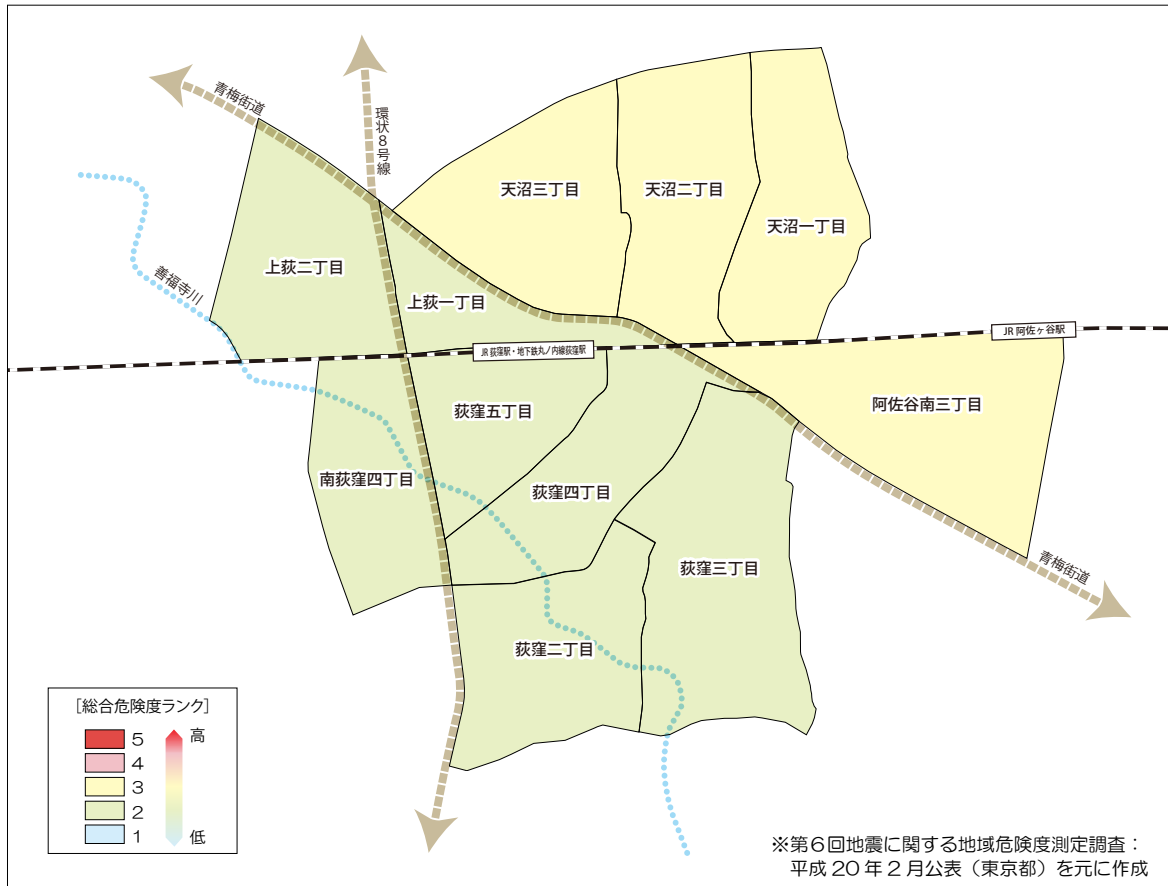 青梅街道
環状8号線
天沼三丁目
天沼二丁目
天沼一丁目
上荻二丁目
善福寺川
上荻一丁目
JR 阿佐ヶ谷駅
JR 荻窪駅・地下鉄丸ノ内線荻窪駅
荻窪五丁目
阿佐谷南三丁目
南荻窪四丁目
荻窪四丁目
荻窪三丁目
青梅街道
荻窪二丁目
[総合危険度ランク]
5 高
4
3
2
1 低
※第6回地震に関する地域危険度測定調査：
平成20年2月公表（東京都）を元に作成